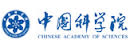 中国科学院
CHINESE ACADEMY OF SCIENCES